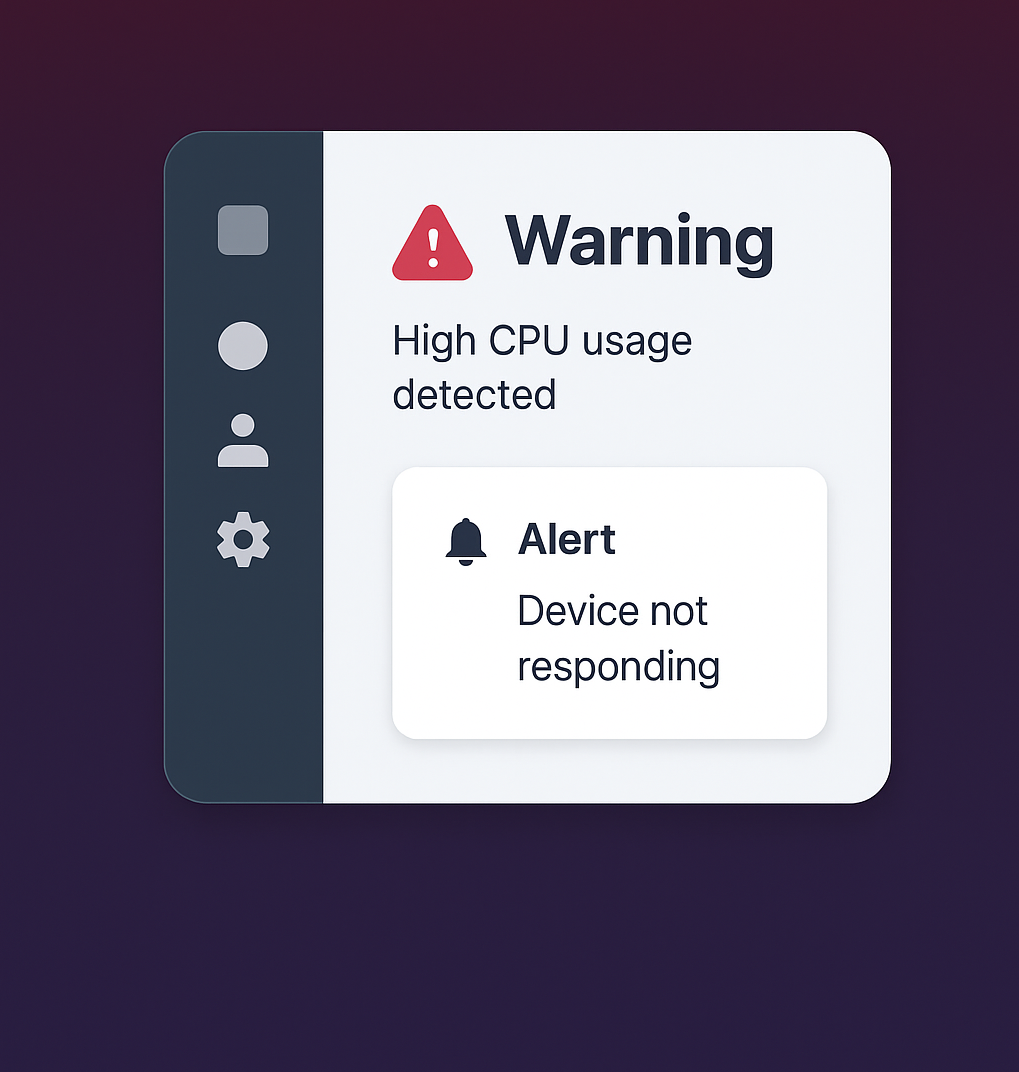 Warning
High CPU usage
detected
Alert
Device not
responding